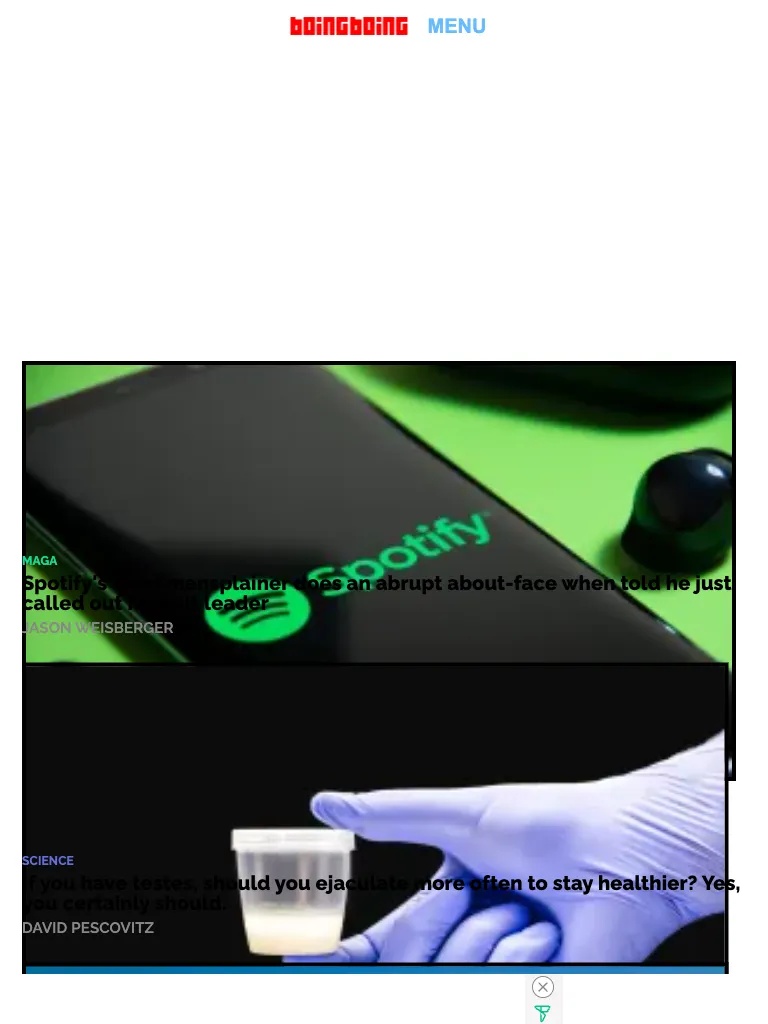 boingboing MENU
Spotify
MAGA
Spotify's does an abrupt about-face when told he just
called out leader
JASON WEISBERGER
SCIENCE
If you have testes, should you ejaculate more often to stay healthier? Yes,
you certainly should.
DAVID PESCOVITZ